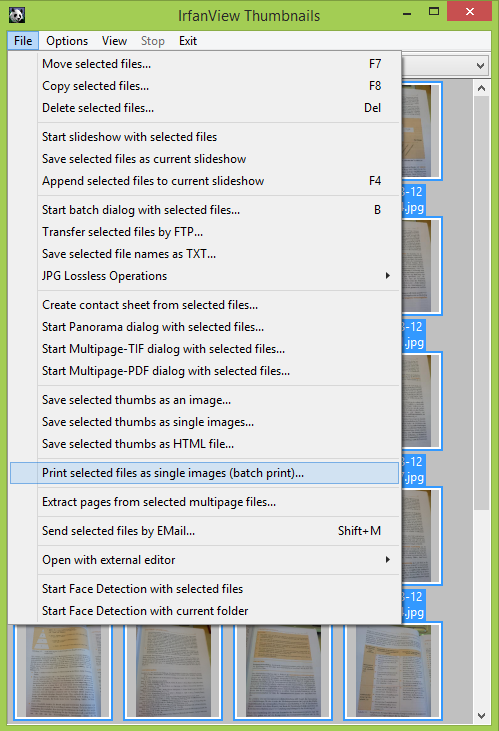 IrfanView Thumbnails
File Options View Stop Exit
Move selected files... F7
Copy selected files... F8
Delete selected files... Del
Start slideshow with selected files
Save selected files as current slideshow
Append selected files to current slideshow F4
Start batch dialog with selected files... B
Transfer selected files by FTP...
Save selected file names as TXT...
JPG Lossless Operations
Create contact sheet from selected files...
Start Panorama dialog with selected files...
Start Multipage-TIF dialog with selected files...
Start Multipage-PDF dialog with selected files...
Save selected thumbs as an image...
Save selected thumbs as single images...
Save selected thumbs as HTML file...
Print selected files as single images (batch print)...
Extract pages from selected multipage files...
Send selected files by EMail... Shift+M
Open with external editor
Start Face Detection with selected files
Start Face Detection with current folder
-12
.jpg
-12
.jpg
-12
.jpg
-12
.jpg